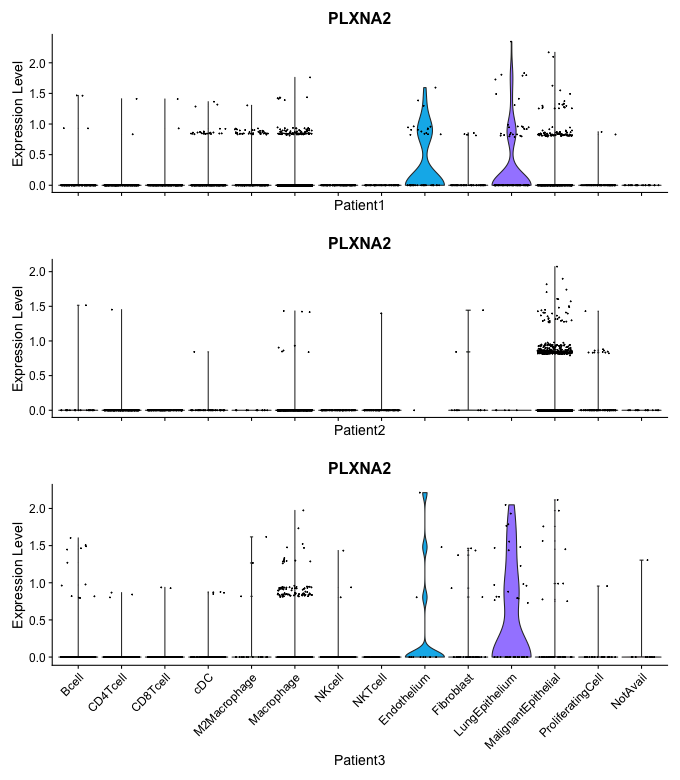 PLXNA2
Expression Level
2.0
1.5
1.0
0.5
0.0
Patient1
PLXNA2
Expression Level
2.0
1.5
1.0
0.5
0.0
Patient2
PLXNA2
Expression Level
2.0
1.5
1.0
0.5
0.0
Bcell
CD4Tcell
CD8Tcell
cDC
M2Macrophage
Macrophage
NKcell
NKTcell
Endothelium
Fibroblast
LungEpithelium
MalignantEpithelial
ProliferatingCell
NotAvail
Patient3